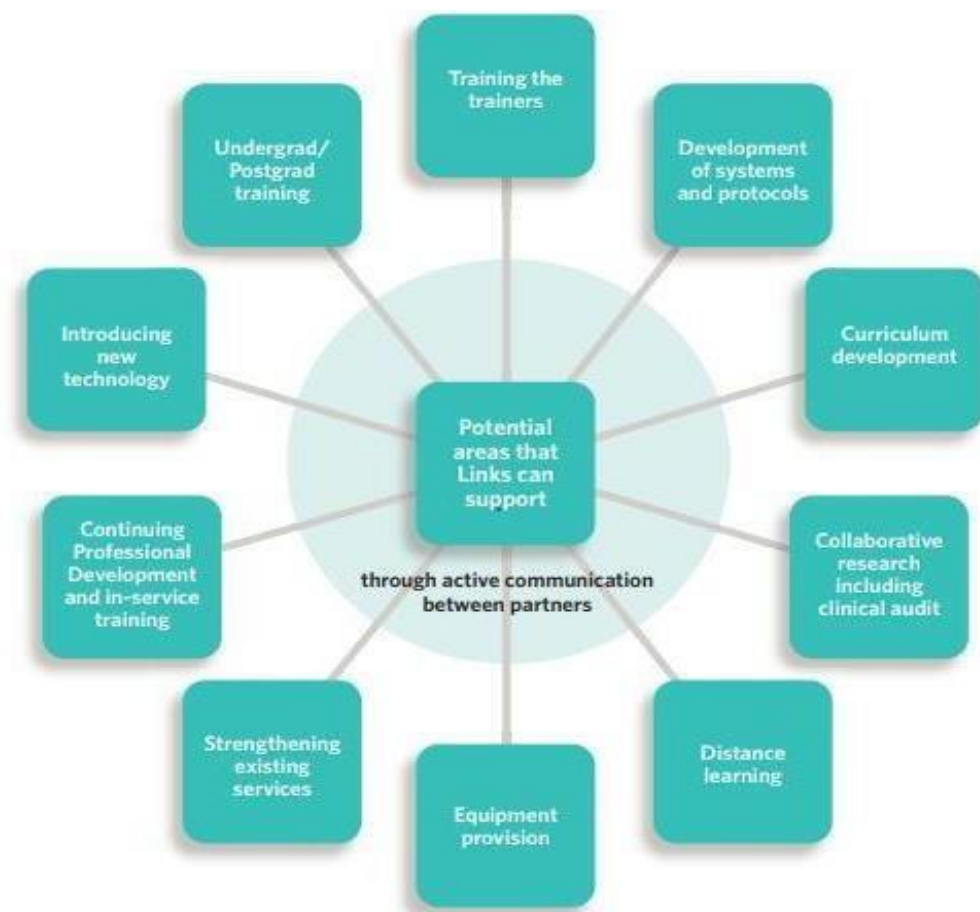 Training the
trainers
Development
of systems
and protocols
Curriculum
development
Collaborative
research
including
clinical audit
Distance
learning
Equipment
provision
Strengthening
existing
services
Continuing
Professional
Development
and in-service
training
Introducing
new
technology
Undergrad/
Postgrad
training
Potential
areas that
Links can
support
through active communication
between partners